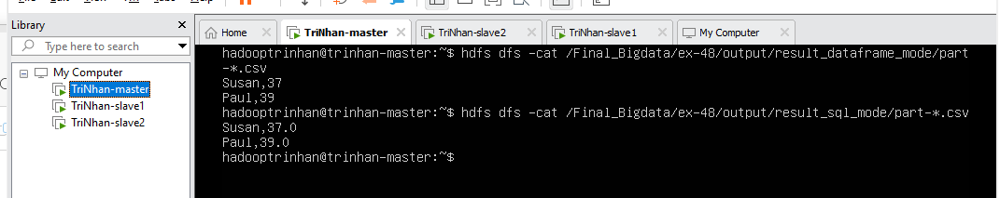 Library
Type here to search
My Computer
TriNhan-master
TriNhan-slave1
TriNhan-slave2
Home
TriNhan-master
TriNhan-slave2
TriNhan-slave1
My Computer
hadooptrinhan@trinhan-master:~$ hdfs dfs -cat /Final_Bigdata/ex-48/output/result_dataframe_mode/part
-*.csv
Susan,37
Paul,39
hadooptrinhan@trinhan-master:~$ hdfs dfs -cat /Final_Bigdata/ex-48/output/result_sql_mode/part-*.csv
Susan,37.0
Paul,39.0
hadooptrinhan@trinhan-master:~$